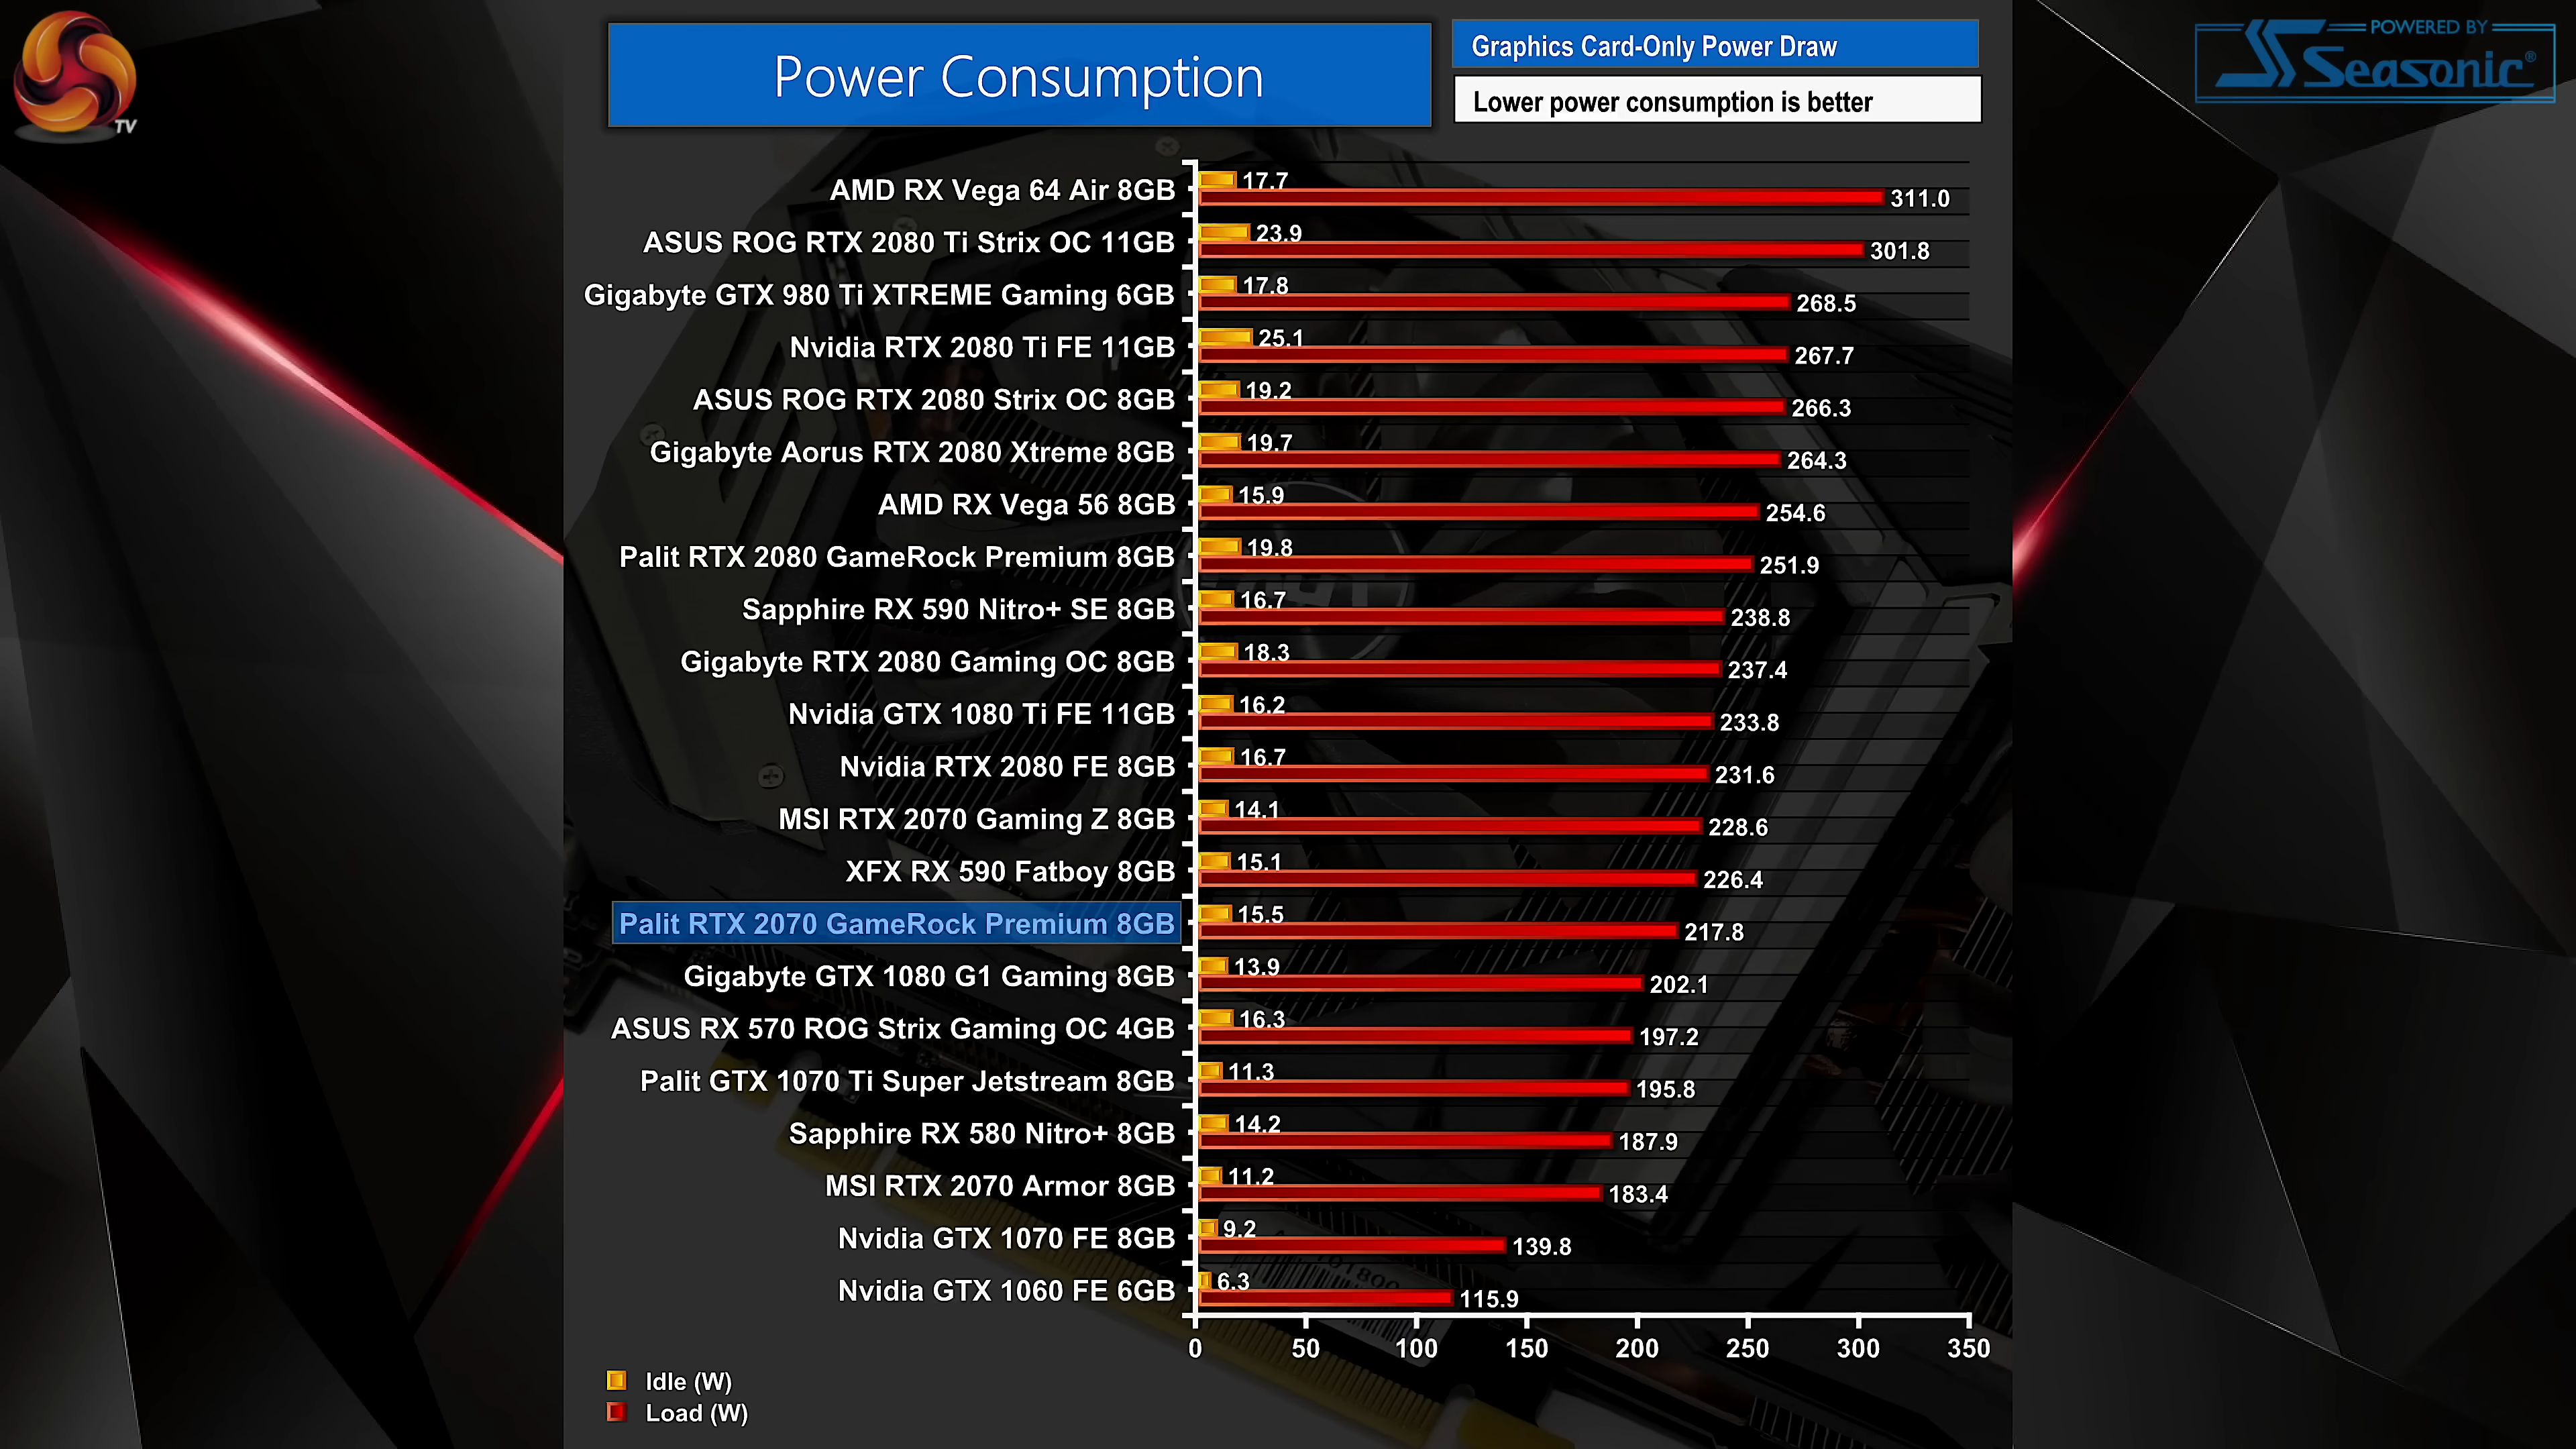 TV
Power Consumption
Graphics Card-Only Power Draw
Lower power consumption is better
POWERED BY
Seasonic®
AMD RX Vega 64 Air 8GB 17.7 311.0
ASUS ROG RTX 2080 Ti Strix OC 11GB 23.9 301.8
Gigabyte GTX 980 Ti XTREME Gaming 6GB 17.8 268.5
Nvidia RTX 2080 Ti FE 11GB 25.1 267.7
ASUS ROG RTX 2080 Strix OC 8GB 19.2 266.3
Gigabyte Aorus RTX 2080 Xtreme 8GB 19.7 264.3
AMD RX Vega 56 8GB 15.9 254.6
Palit RTX 2080 GameRock Premium 8GB 19.8 251.9
Sapphire RX 590 Nitro+ SE 8GB 16.7 238.8
Gigabyte RTX 2080 Gaming OC 8GB 18.3 237.4
Nvidia GTX 1080 Ti FE 11GB 16.2 233.8
Nvidia RTX 2080 FE 8GB 16.7 231.6
MSI RTX 2070 Gaming Z 8GB 14.1 228.6
XFX RX 590 Fatboy 8GB 15.1 226.4
Palit RTX 2070 GameRock Premium 8GB 15.5 217.8
Gigabyte GTX 1080 G1 Gaming 8GB 13.9 202.1
ASUS RX 570 ROG Strix Gaming OC 4GB 16.3 197.2
Palit GTX 1070 Ti Super Jetstream 8GB 11.3 195.8
Sapphire RX 580 Nitro+ 8GB 14.2 187.9
MSI RTX 2070 Armor 8GB 11.2 183.4
Nvidia GTX 1070 FE 8GB 9.2 139.8
Nvidia GTX 1060 FE 6GB 6.3 115.9
0 50 100 150 200 250 300 350
Idle (W)
Load (W)